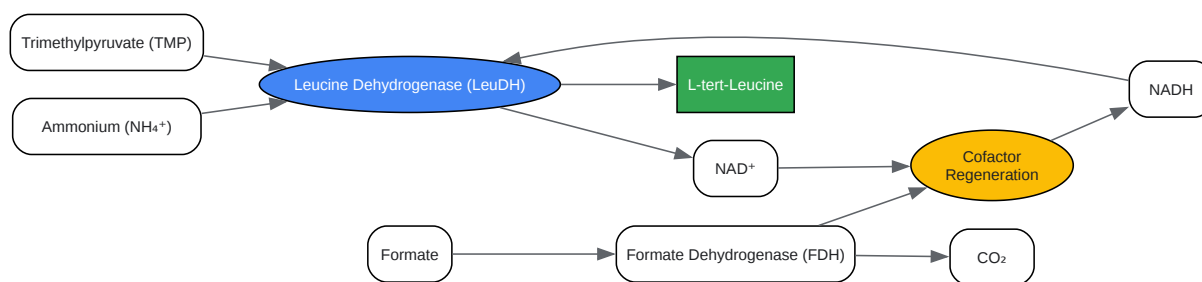 Trimethylpyruvate (TMP)
Leucine Dehydrogenase (LeuDH)
L-tert-Leucine
NADH
Ammonium (NH₄⁺)
NAD⁺
Cofactor
Regeneration
Formate
Formate Dehydrogenase (FDH)
CO₂